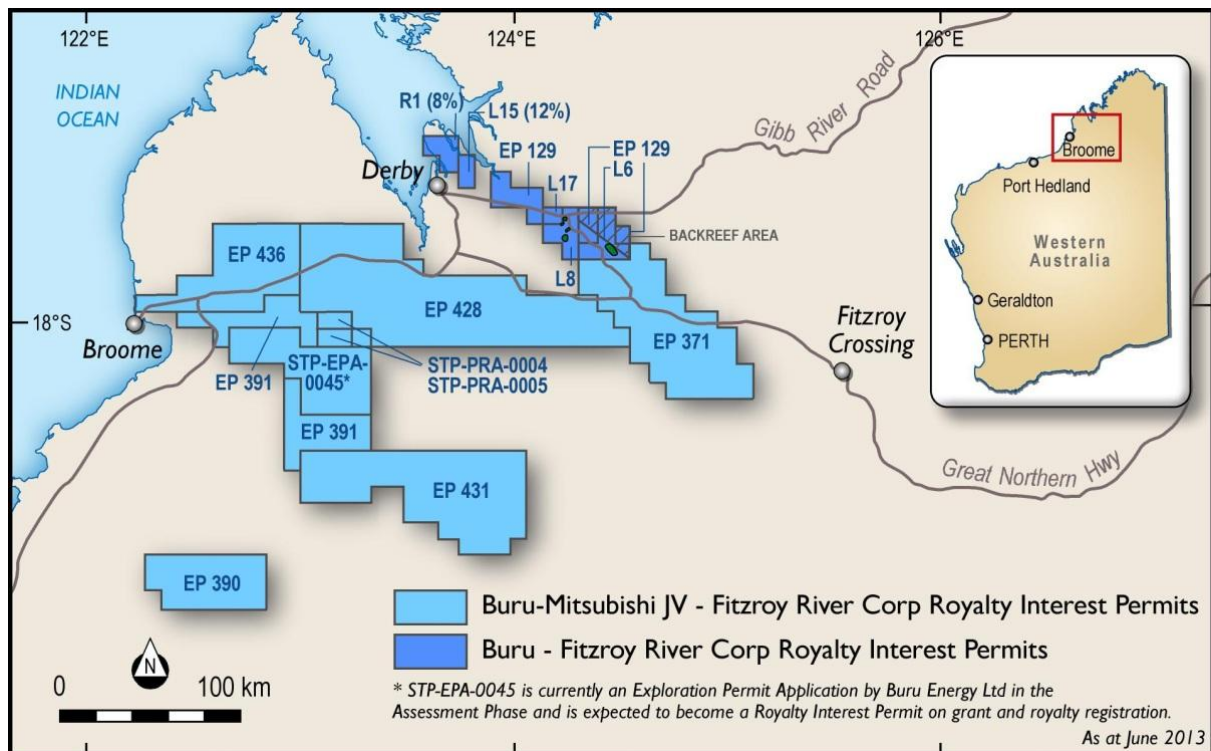 122°E
124°E
126°E
INDIAN
OCEAN
R1 (8%)
L15 (12%)
Gibb River Road
EP 129
EP 129
L6
Derby
L17
BACKREEF AREA
L8
EP 436
EP 428
18°S
Broome
EP 371
Fitzroy
Crossing
STP-EPA-
0045*
EP 391
STP-PRA-0004
STP-PRA-0005
EP 391
EP 431
Great Northern Hwy
EP 390
Broome
Port Hedland
Western
Australia
Geraldton
PERTH
N
0 100 km
Buru-Mitsubishi JV - Fitzroy River Corp Royalty Interest Permits
Buru - Fitzroy River Corp Royalty Interest Permits
* STP-EPA-0045 is currently an Exploration Permit Application by Buru Energy Ltd in the
Assessment Phase and is expected to become a Royalty Interest Permit on grant and royalty registration.
As at June 2013